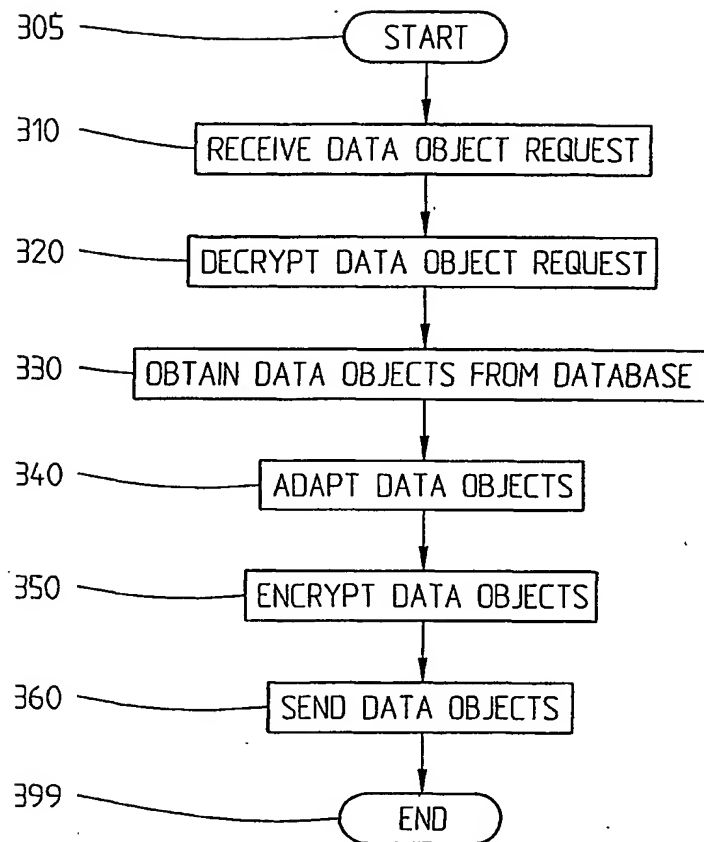 305 START
310 RECEIVE DATA OBJECT REQUEST
320 DECRYPT DATA OBJECT REQUEST
330 OBTAIN DATA OBJECTS FROM DATABASE
340 ADAPT DATA OBJECTS
350 ENCRYPT DATA OBJECTS
360 SEND DATA OBJECTS
399 END